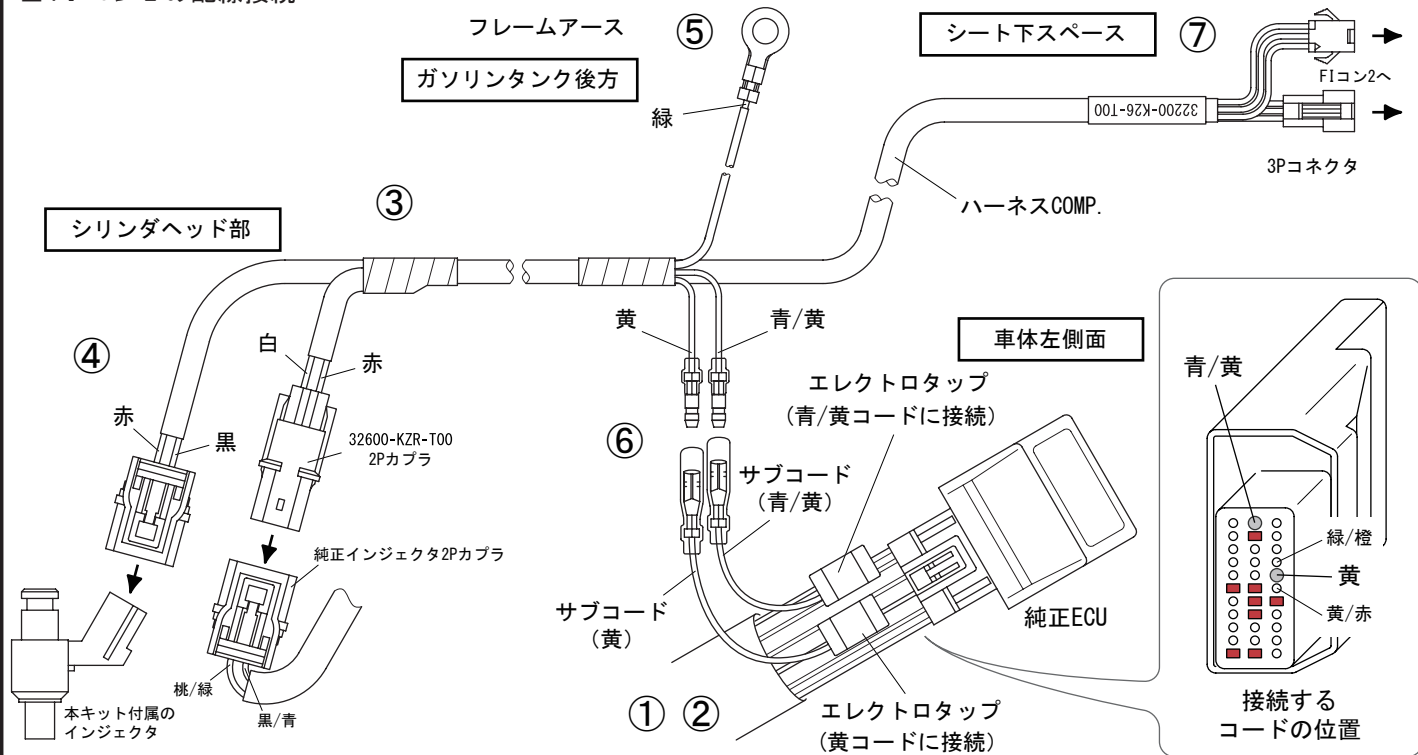 フレームアース
⑤
ガソリンタンク後方
緑
シート下スペース
⑦
FIコン2へ
32200-K26-T00
3Pコネクタ
ハーネスCOMP.
③
シリンダヘッド部
④
白
赤
赤
黒
32600-KZR-T00
2Pカプラ
純正インジェクタ2Pカプラ
桃/緑
黒/青
本キット付属の
インジェクタ
黄
青/黄
車体左側面
エレクトロタップ
(青/黄コードに接続)
⑥
サブコード
(青/黄)
サブコード
(黄)
純正ECU
① ②
エレクトロタップ
(黄コードに接続)
青/黄
緑/橙
黄
黄/赤
接続する
コードの位置